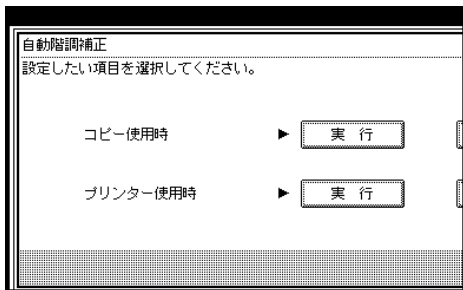 自動階調補正
設定したい項目を選択してください。
コピー使用時 ▶ 実 行
プリンター使用時 ▶ 実 行